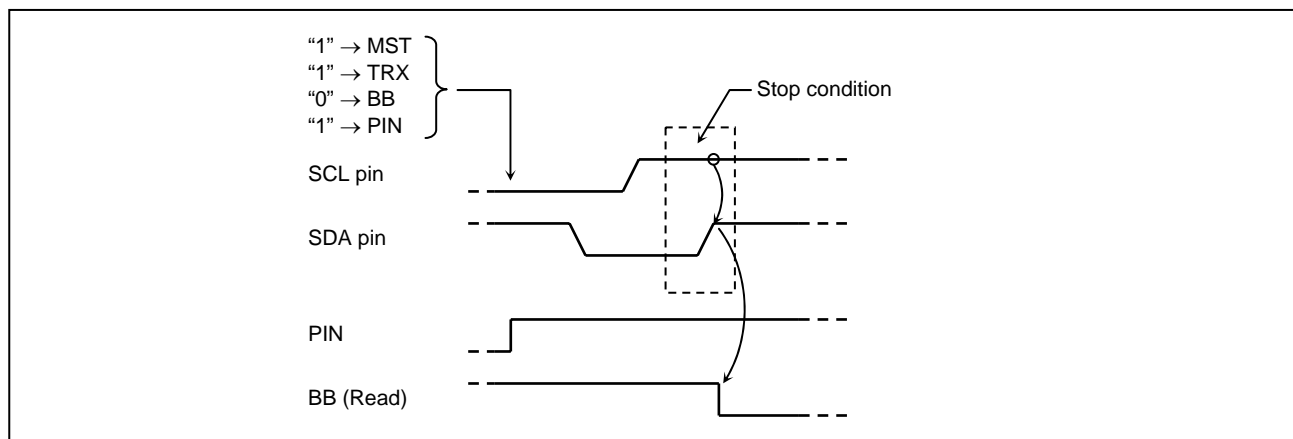 “1” → MST
“1” → TRX
“0” → BB
“1” → PIN
Stop condition
SCL pin
SDA pin
PIN
BB (Read)